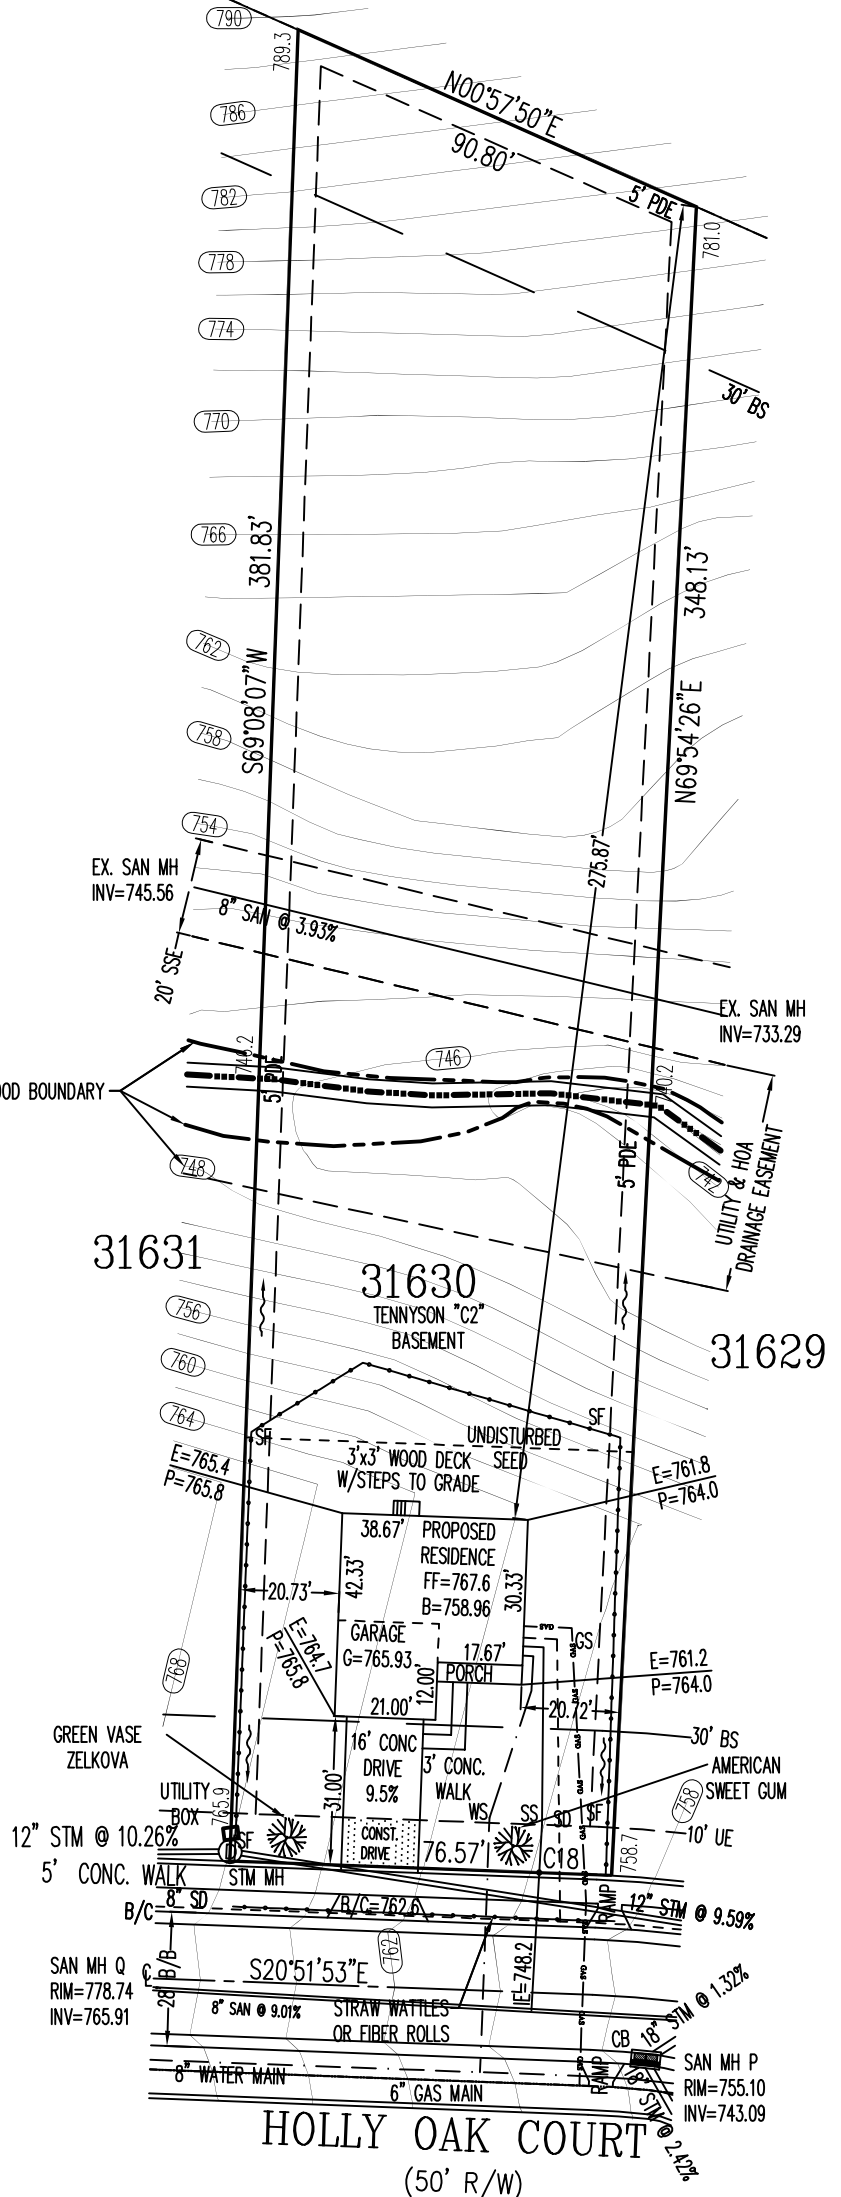 790
789.3
N00°57'50"E
90.80'
786
782
5' PDE
781.0
778
774
30' BS
770
766
381.83'
348.13'
762
S69°08'07"W
N69°54'26"E
758
754
275.87'
EX. SAN MH
INV=745.56
8" SAN @ 3.93%
20' SSE
EX. SAN MH
INV=733.29
746.2
746
740.2
5' PDE
OOD BOUNDARY
748
742
5' PDE
UTILITY & HOA
DRAINAGE EASEMENT
31631
31630
TENNYSON "C2"
BASEMENT
756
31629
760
764
SF
SF
UNDISTURBED
SEED
3'x3' WOOD DECK
W/STEPS TO GRADE
E=765.4
P=765.8
E=761.8
P=764.0
38.67'
PROPOSED
RESIDENCE
FF=767.6
B=758.96
42.33'
30.33'
20.73'
E=764.7
P=765.8
GARAGE
G=765.93
SAD
GAS
GS
17.67'
PORCH
E=761.2
P=764.0
768
12.00'
21.00'
20.72'
GAS
30' BS
GREEN VASE
ZELKOVA
16' CONC
DRIVE
9.5%
3' CONC.
WALK
31.00'
AMERICAN
SWEET GUM
UTILITY
BOX
765.9
WS
SS
SD
SF
758
10' UE
12" STM @ 10.26%
SF
CONST.
DRIVE
76.57'
C18
758.7
5' CONC. WALK
STM MH
8" SD
B/C=762.6
RAMP
12" STM @ 9.59%
B/C
SAN MH Q
RIM=778.74
INV=765.91
28' B/B
S20°51'53"E
762
IE=748.2
8" SAN @ 9.01%
STRAW WATTLES
OR FIBER ROLLS
18" STM @ 1.32%
CB
SAN MH P
RIM=755.10
INV=743.09
8" WATER MAIN
RAMP
18" STM @ 2.42%
6" GAS MAIN
HOLLY OAK COURT
(50' R/W)